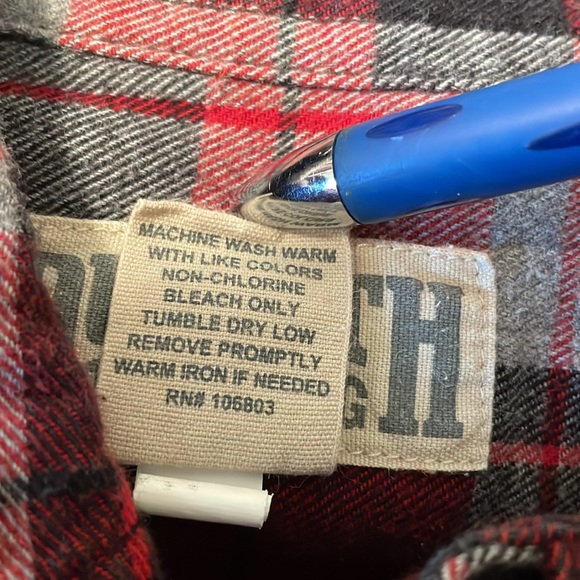 MACHINE WASH WARM
WITH LIKE COLORS
NON-CHLORINE
BLEACH ONLY
TUMBLE DRY LOW
REMOVE PROMPTLY
WARM IRON IF NEEDED
RN# 106803
TH
G